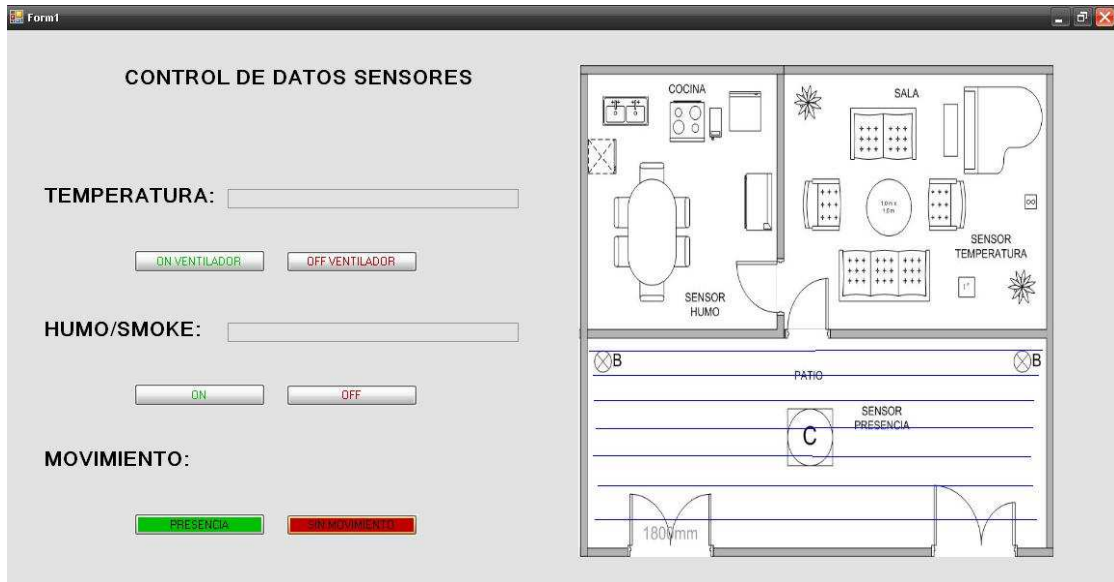 Form1
CONTROL DE DATOS SENSORES
TEMPERATURA:
ON VENTILADOR
OFF VENTILADOR
HUMO/SMOKE:
ON
OFF
MOVIMIENTO:
PRESENCIA
SIN MOVIMIENTO
COCINA
SALA
SENSOR
TEMPERATURA
SENSOR
HUMO
B
B
PATIO
SENSOR
PRESENCIA
C
1800mm